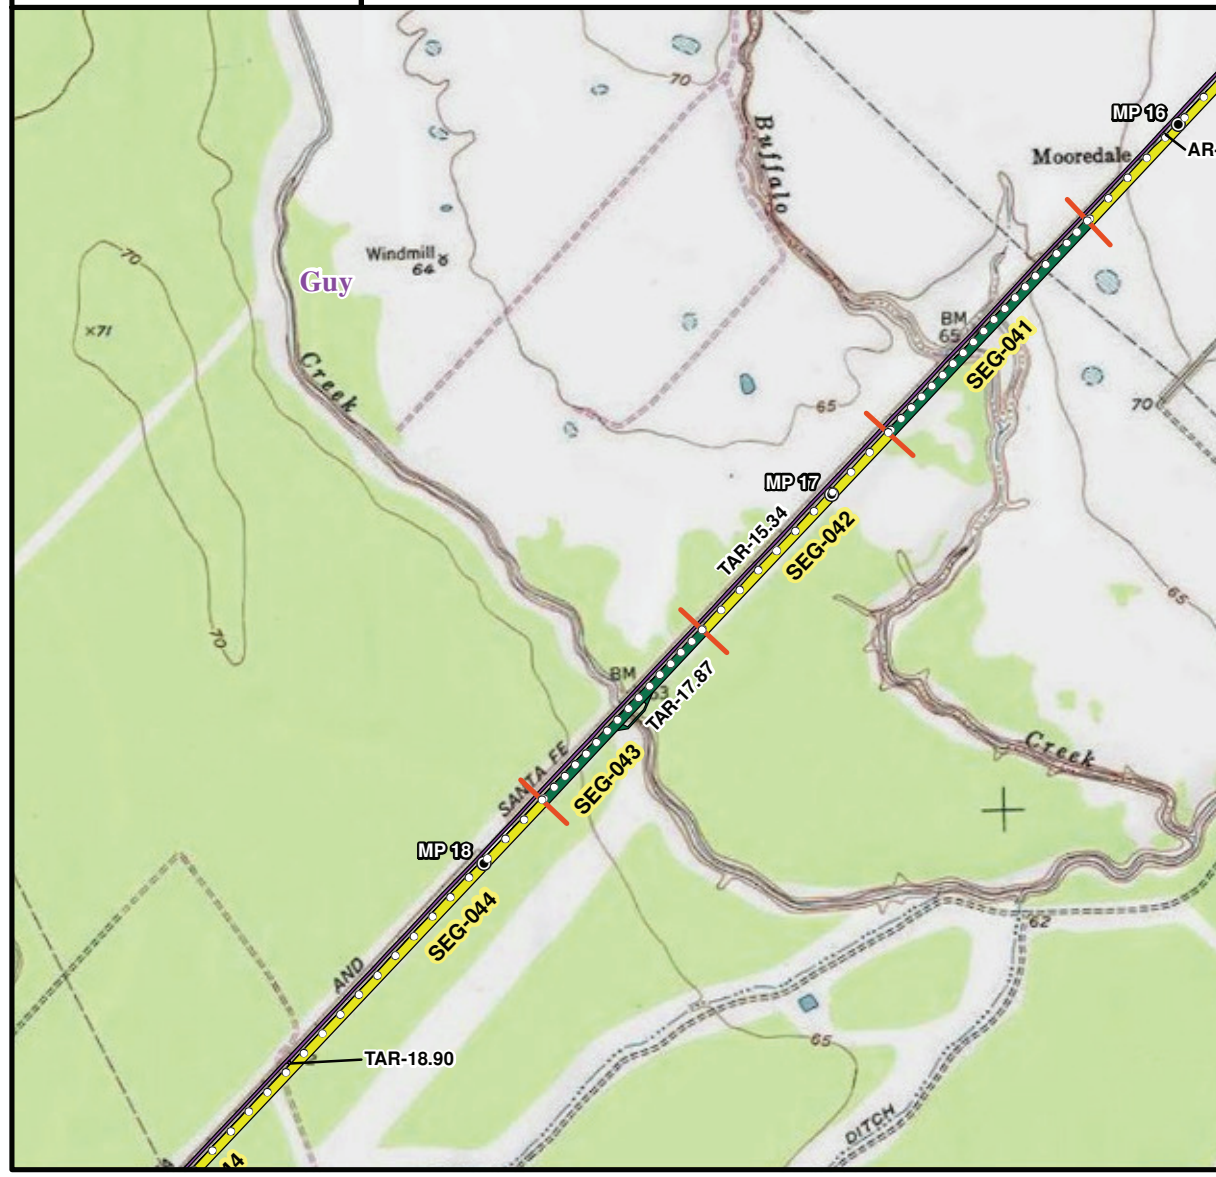 70
MP 16
Mooredale
AR-
Buffalo
70
Windmill
64
Guy
×71
BM
65
SEG-041
Creek
65
70
MP 17
TAR-15.34
SEG-042
65
70
BM
63
TAR-17.87
Creek
SANTA FE
SEG-043
MP 18
SEG-044
62
AND
65
TAR-18.90
DITCH
44